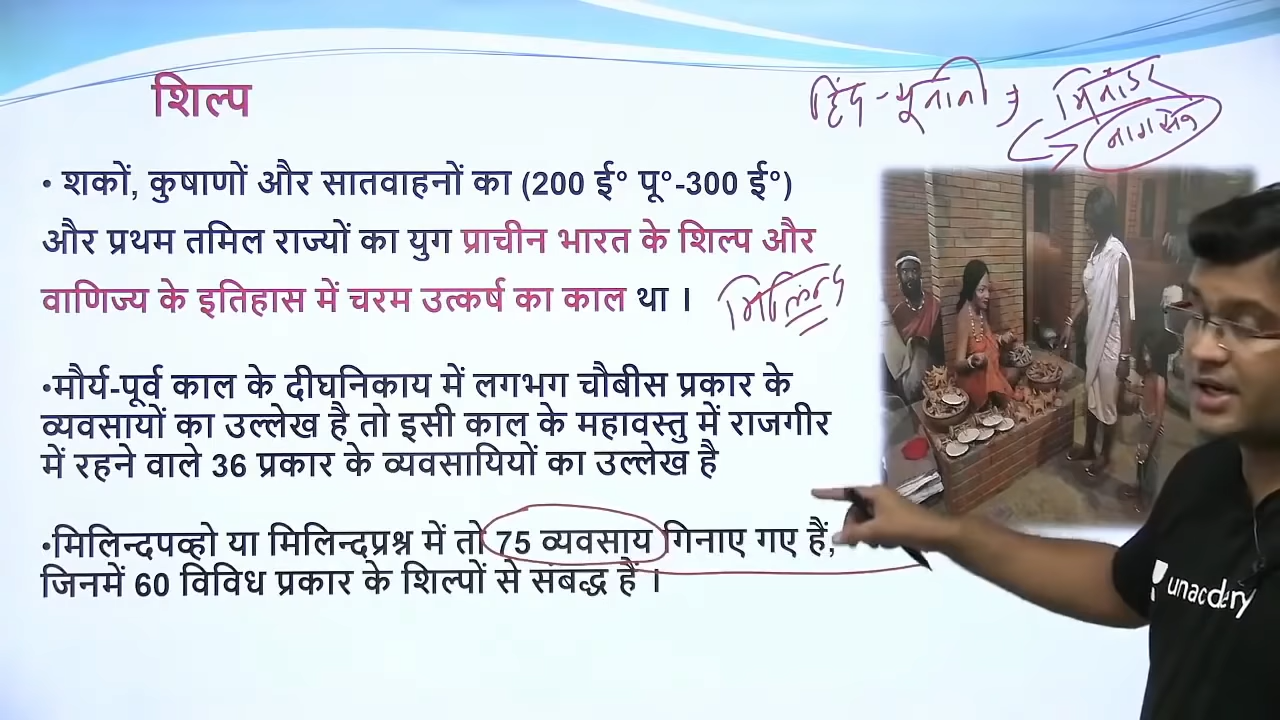 शिल्प
हिंद-यूनानी मिनांडर
नागसेन
• शकों, कुषाणों और सातवाहनों का (200 ई° पू°-300 ई°)
और प्रथम तमिल राज्यों का युग प्राचीन भारत के शिल्प और
वाणिज्य के इतिहास में चरम उत्कर्ष का काल था ।
मिलिन्द
•मौर्य-पूर्व काल के दीघनिकाय में लगभग चौबीस प्रकार के
व्यवसायों का उल्लेख है तो इसी काल के महावस्तु में राजगीर
में रहने वाले 36 प्रकार के व्यवसायियों का उल्लेख है
•मिलिन्दपव्हो या मिलिन्दप्रश्न में तो 75 व्यवसाय गिनाए गए हैं,
जिनमें 60 विविध प्रकार के शिल्पों से संबद्ध हैं ।
unacdery